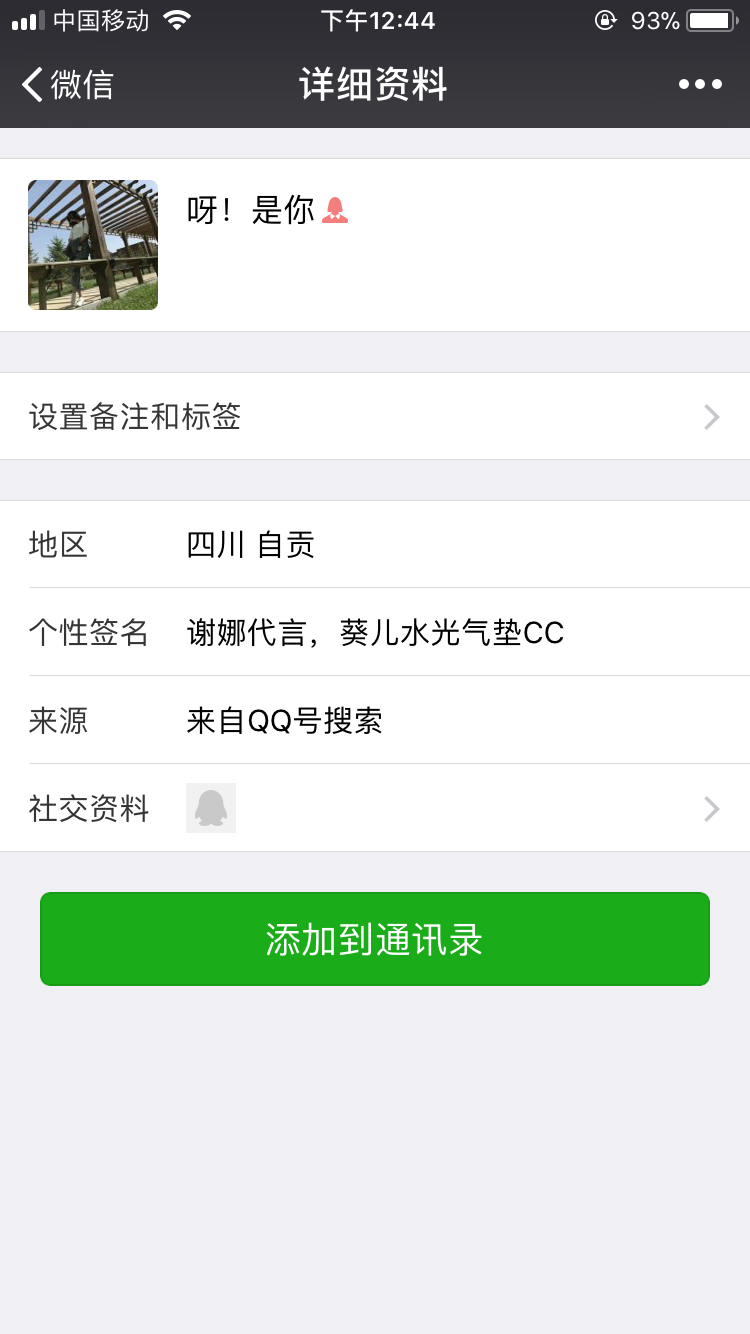 中国移动 下午12:44 93%
微信 详细资料
呀！是你
设置备注和标签
地区 四川 自贡
个性签名 谢娜代言，葵儿水光气垫CC
来源 来自QQ号搜索
社交资料
添加到通讯录